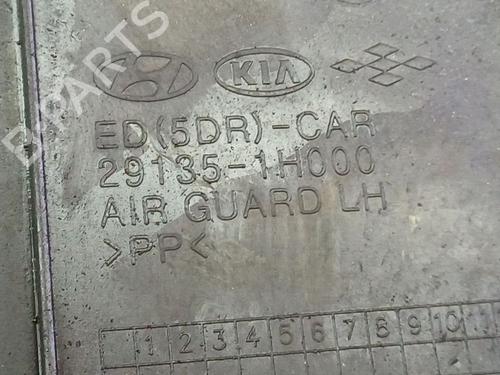 B-PARTS
KIA
ED(5DR)-CAR
29135-1H000
AIR GUARD LH
>PP<
1 2 3 4 5 6 7 8 9 10 11